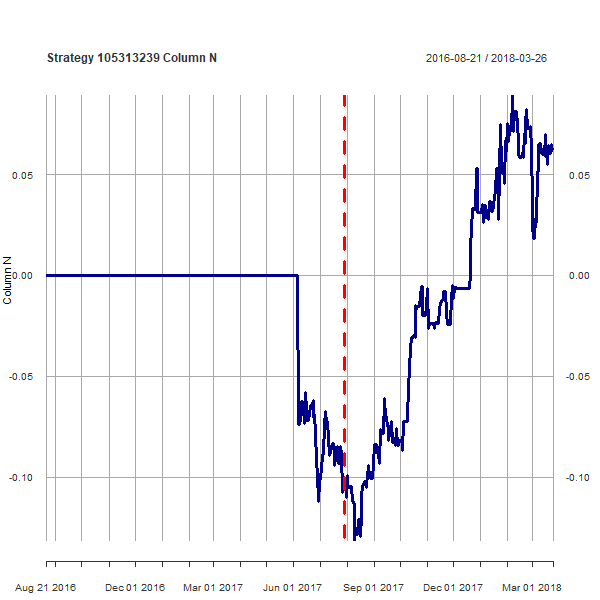 Strategy 105313239 Column N
2016-08-21 / 2018-03-26
0.05
0.05
0.00
0.00
Column N
-0.05
-0.05
-0.10
-0.10
Aug 21 2016
Dec 01 2016
Mar 01 2017
Jun 01 2017
Sep 01 2017
Dec 01 2017
Mar 01 2018